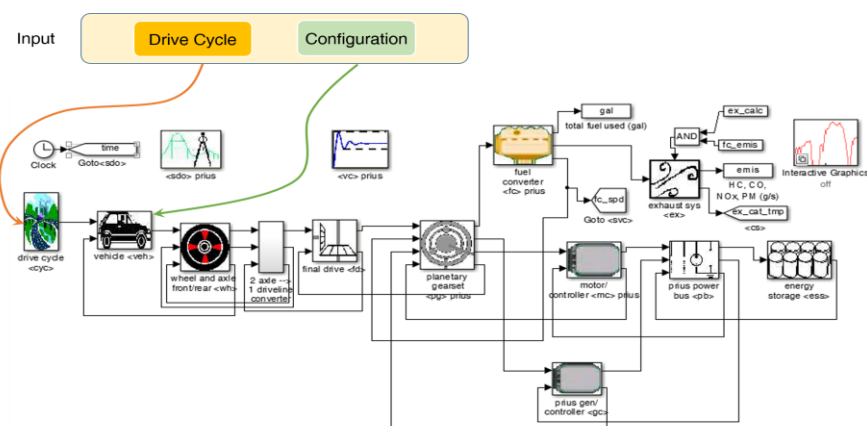 Input
Drive Cycle
Configuration
gal
total fuel used (gal)
ex_calc
AND
fc_emis
time
Clock
Goto<sdo>
<sdo> prius
<vc> prius
fuel
converter
<fc> prius
emis
HC, CO,
NOx, PM (g/s)
Interactive Graphics
off
fc_spd
Goto <svc>
exhaust sys
<ex>
ex_cat_tmp
<cs>
drive cycle
<cyc>
vehicle <veh>
wheel and axle
front/rear <wh>
2 axle -->
1 driveline
converter
final drive <fd>
planetary
gearset
<pg> prius
motor/
controller <mc> prius
prius power
bus <pb>
energy
storage <ess>
prius gen/
controller <gc>